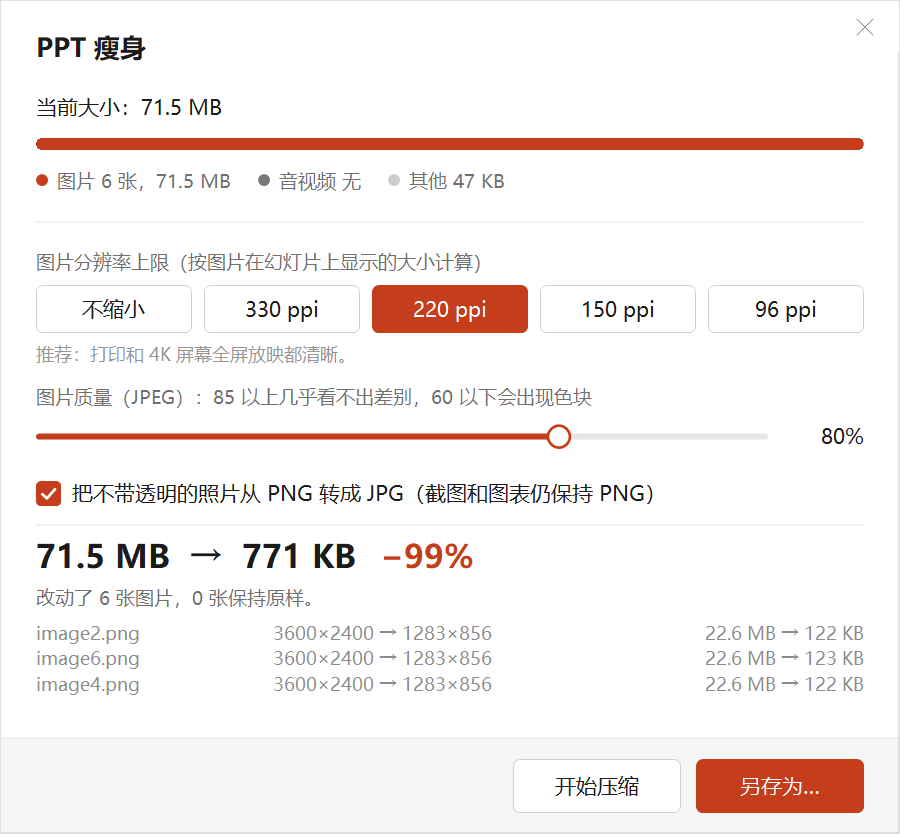 PPT 瘦身
当前大小：71.5 MB
图片 6 张，71.5 MB 音视频 无 其他 47 KB
图片分辨率上限（按图片在幻灯片上显示的大小计算）
不缩小 330 ppi 220 ppi 150 ppi 96 ppi
推荐：打印和 4K 屏幕全屏放映都清晰。
图片质量（JPEG）：85 以上几乎看不出差别，60 以下会出现色块
80%
把不带透明的照片从 PNG 转成 JPG（截图和图表仍保持 PNG）
71.5 MB → 771 KB −99%
改动了 6 张图片，0 张保持原样。
image2.png 3600×2400 → 1283×856 22.6 MB → 122 KB
image6.png 3600×2400 → 1283×856 22.6 MB → 123 KB
image4.png 3600×2400 → 1283×856 22.6 MB → 122 KB
开始压缩 另存为...